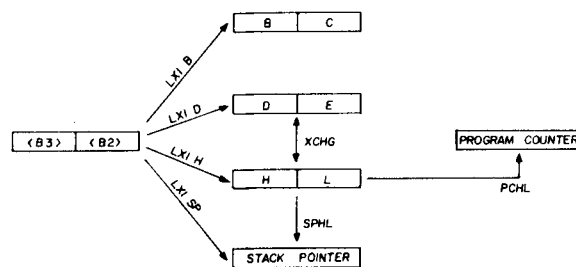 B C
LXI B
D E
LXI D
<B3> <B2>
XCHG
PROGRAM COUNTER
LXI H
H L
PCHL
LXI SP
SPHL
STACK POINTER